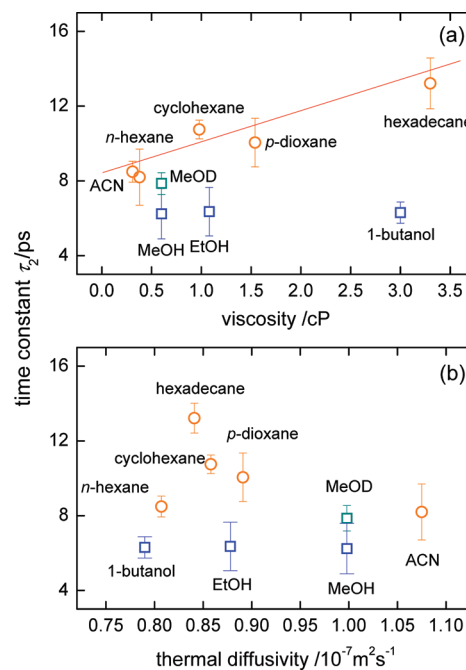 (a)
16
12
8
4
cyclohexane
n-hexane
hexadecane
p-dioxane
ACN
MeOD
MeOH
EtOH
1-butanol
0.0 0.5 1.0 1.5 2.0 2.5 3.0 3.5
viscosity /cP
time constant τ2/ps
(b)
16
12
8
4
hexadecane
p-dioxane
cyclohexane
n-hexane
MeOD
1-butanol
EtOH
MeOH
ACN
0.75 0.80 0.85 0.90 0.95 1.00 1.05 1.10
thermal diffusivity /10⁻⁷m²s⁻¹